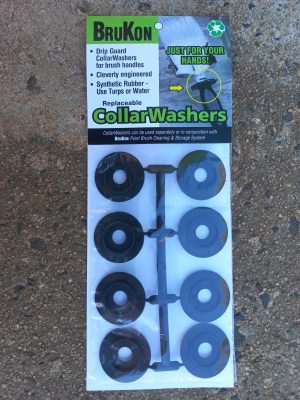 BRUKON
• Drip Guard
CollarWashers
for brush handles
• Cleverly engineered
• Synthetic Rubber -
Use Turps or Water
JUST FOR YOUR
HANDS!
Replaceable
CollarWashers
CollarWashers can be used separately or in conjunction with
BRUKON Paint Brush Cleaning & Storage System